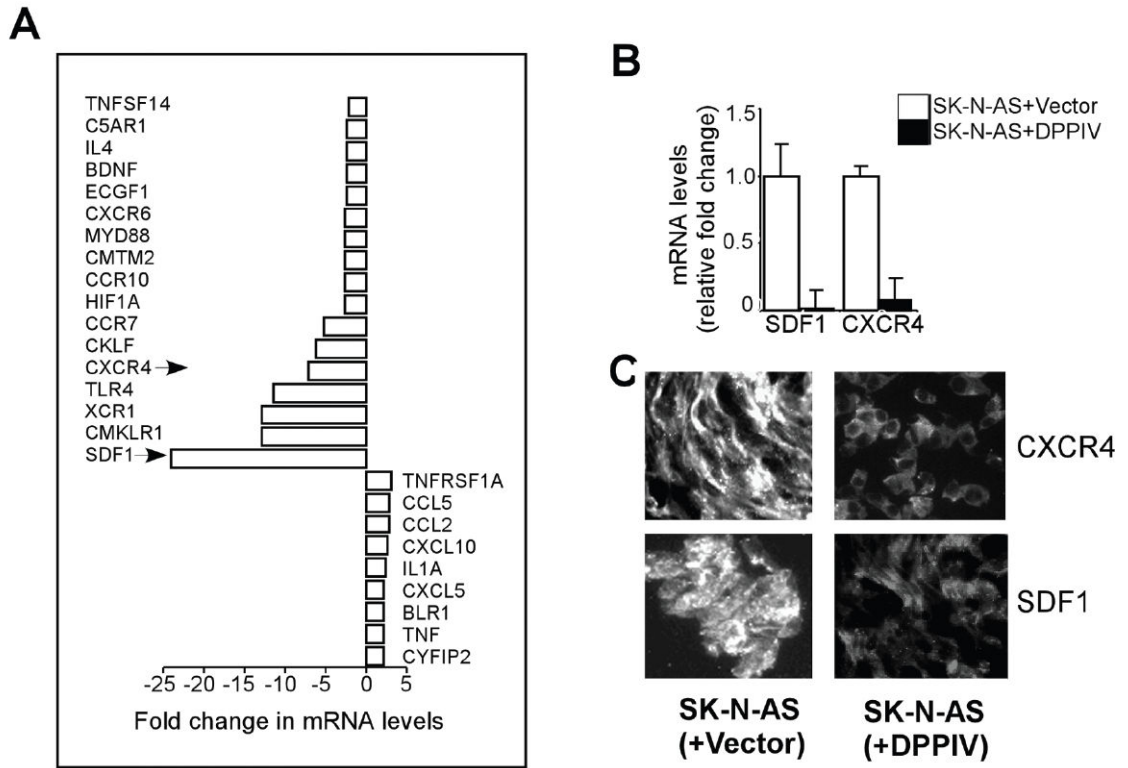 A
TNFSF14
C5AR1
IL4
BDNF
ECGF1
CXCR6
MYD88
CMTM2
CCR10
HIF1A
CCR7
CKLF
CXCR4
TLR4
XCR1
CMKLR1
SDF1
TNFRSF1A
CCL5
CCL2
CXCL10
IL1A
CXCL5
BLR1
TNF
CYFIP2
-25 -20 -15 -10 -5 0 5
Fold change in mRNA levels
B
SK-N-AS+Vector
SK-N-AS+DPPIV
mRNA levels
(relative fold change)
1.5
1.0
0.5
0
SDF1 CXCR4
C
CXCR4
SDF1
SK-N-AS
(+Vector)
SK-N-AS
(+DPPIV)